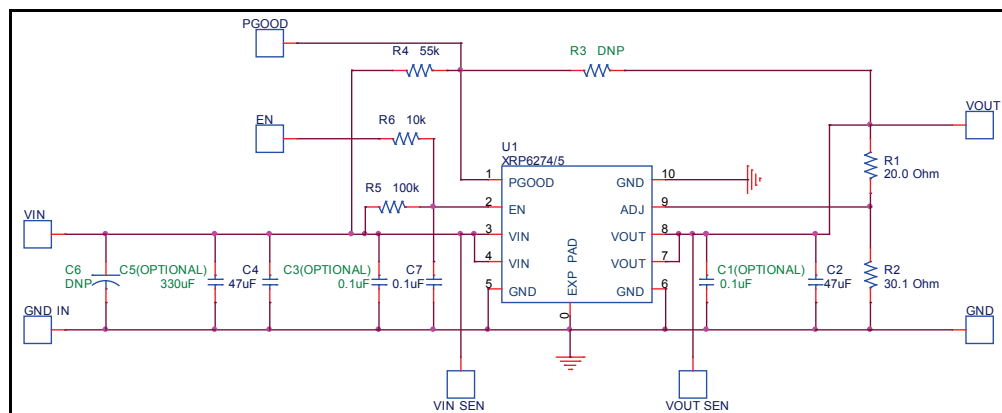 PGOOD
R4 55k
R3 DNP
VOUT
EN
R6 10k
U1
XRP6274/5
R1
20.0 Ohm
R5 100k
1
PGOOD
GND
10
2
EN
ADJ
9
VIN
3
VIN
VOUT
8
4
VIN
VOUT
7
5
GND
EXP PAD
GND
6
0
C6
DNP
C5(OPTIONAL)
330uF
C4
47uF
C3(OPTIONAL)
0.1uF
C7
0.1uF
C1(OPTIONAL)
0.1uF
C2
47uF
R2
30.1 Ohm
GND IN
GND
VIN SEN
VOUT SEN